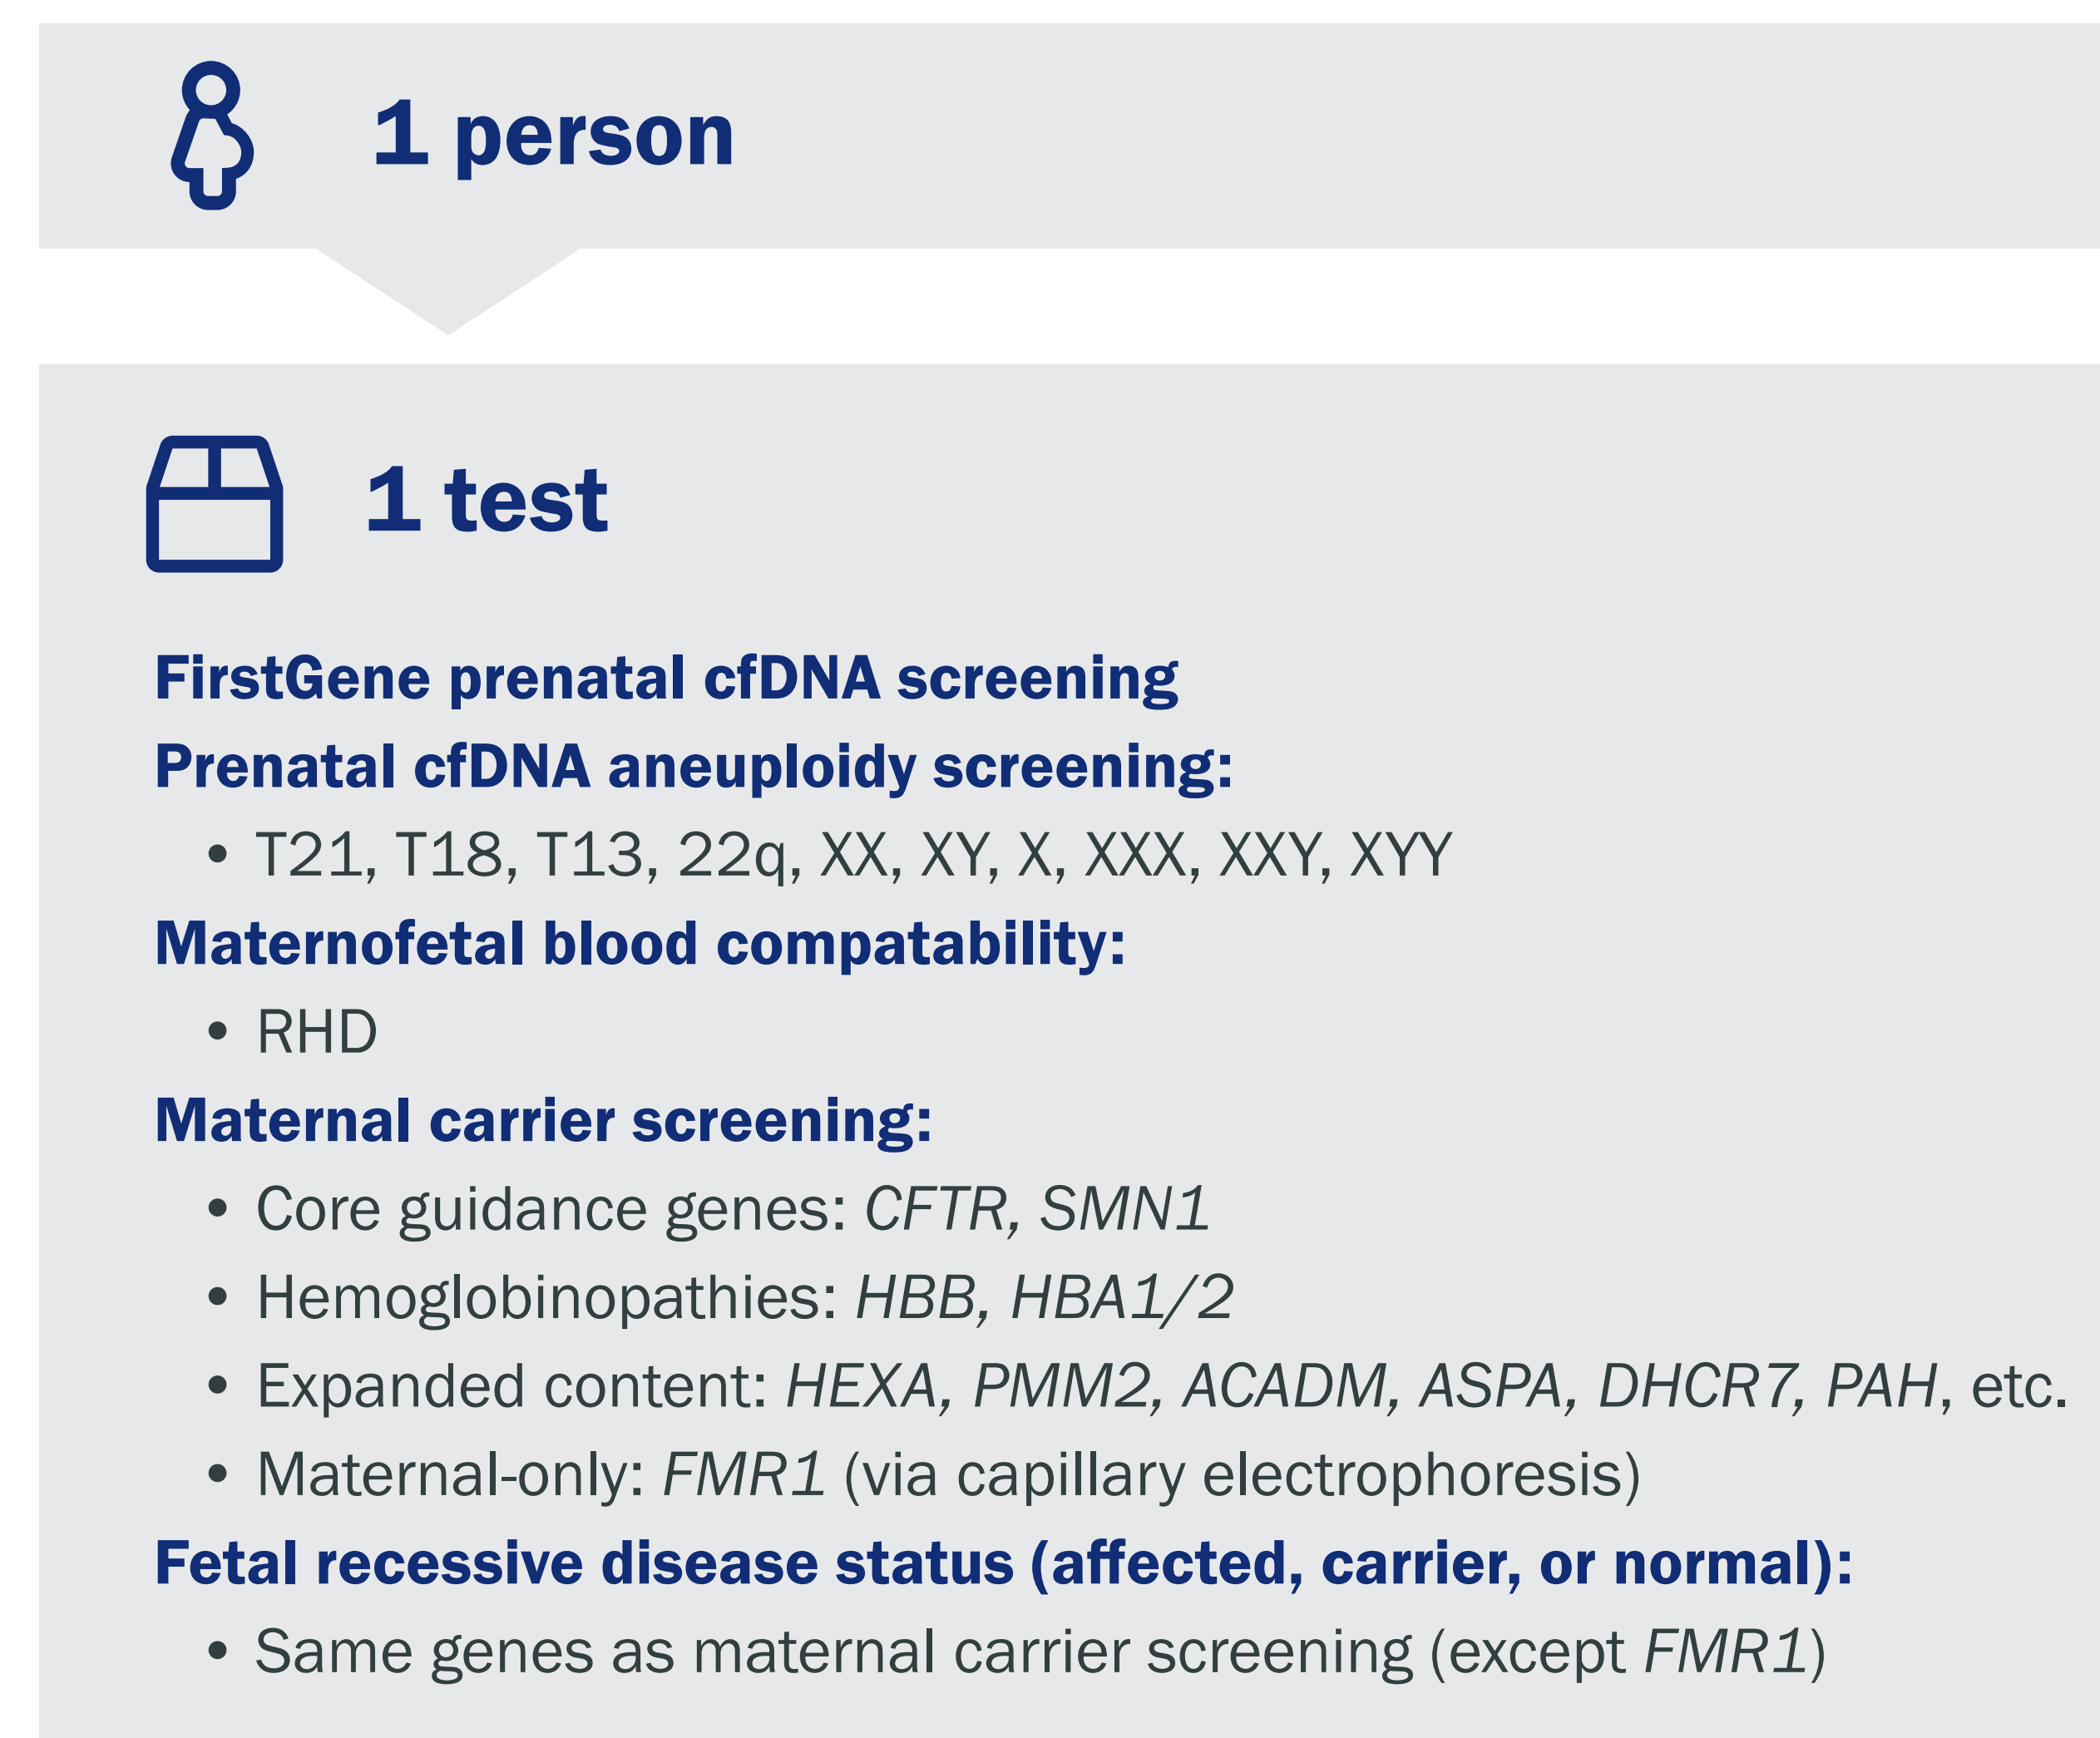 1 person
1 test
FirstGene prenatal cfDNA screening
Prenatal cfDNA aneuploidy screening:
• T21, T18, T13, 22q, XX, XY, X, XXX, XXY, XYY
Maternofetal blood compatability:
• RHD
Maternal carrier screening:
• Core guidance genes: CFTR, SMN1
• Hemoglobinopathies: HBB, HBA1/2
• Expanded content: HEXA, PMM2, ACADM, ASPA, DHCR7, PAH, etc.
• Maternal-only: FMR1 (via capillary electrophoresis)
Fetal recessive disease status (affected, carrier, or normal):
• Same genes as maternal carrier screening (except FMR1)